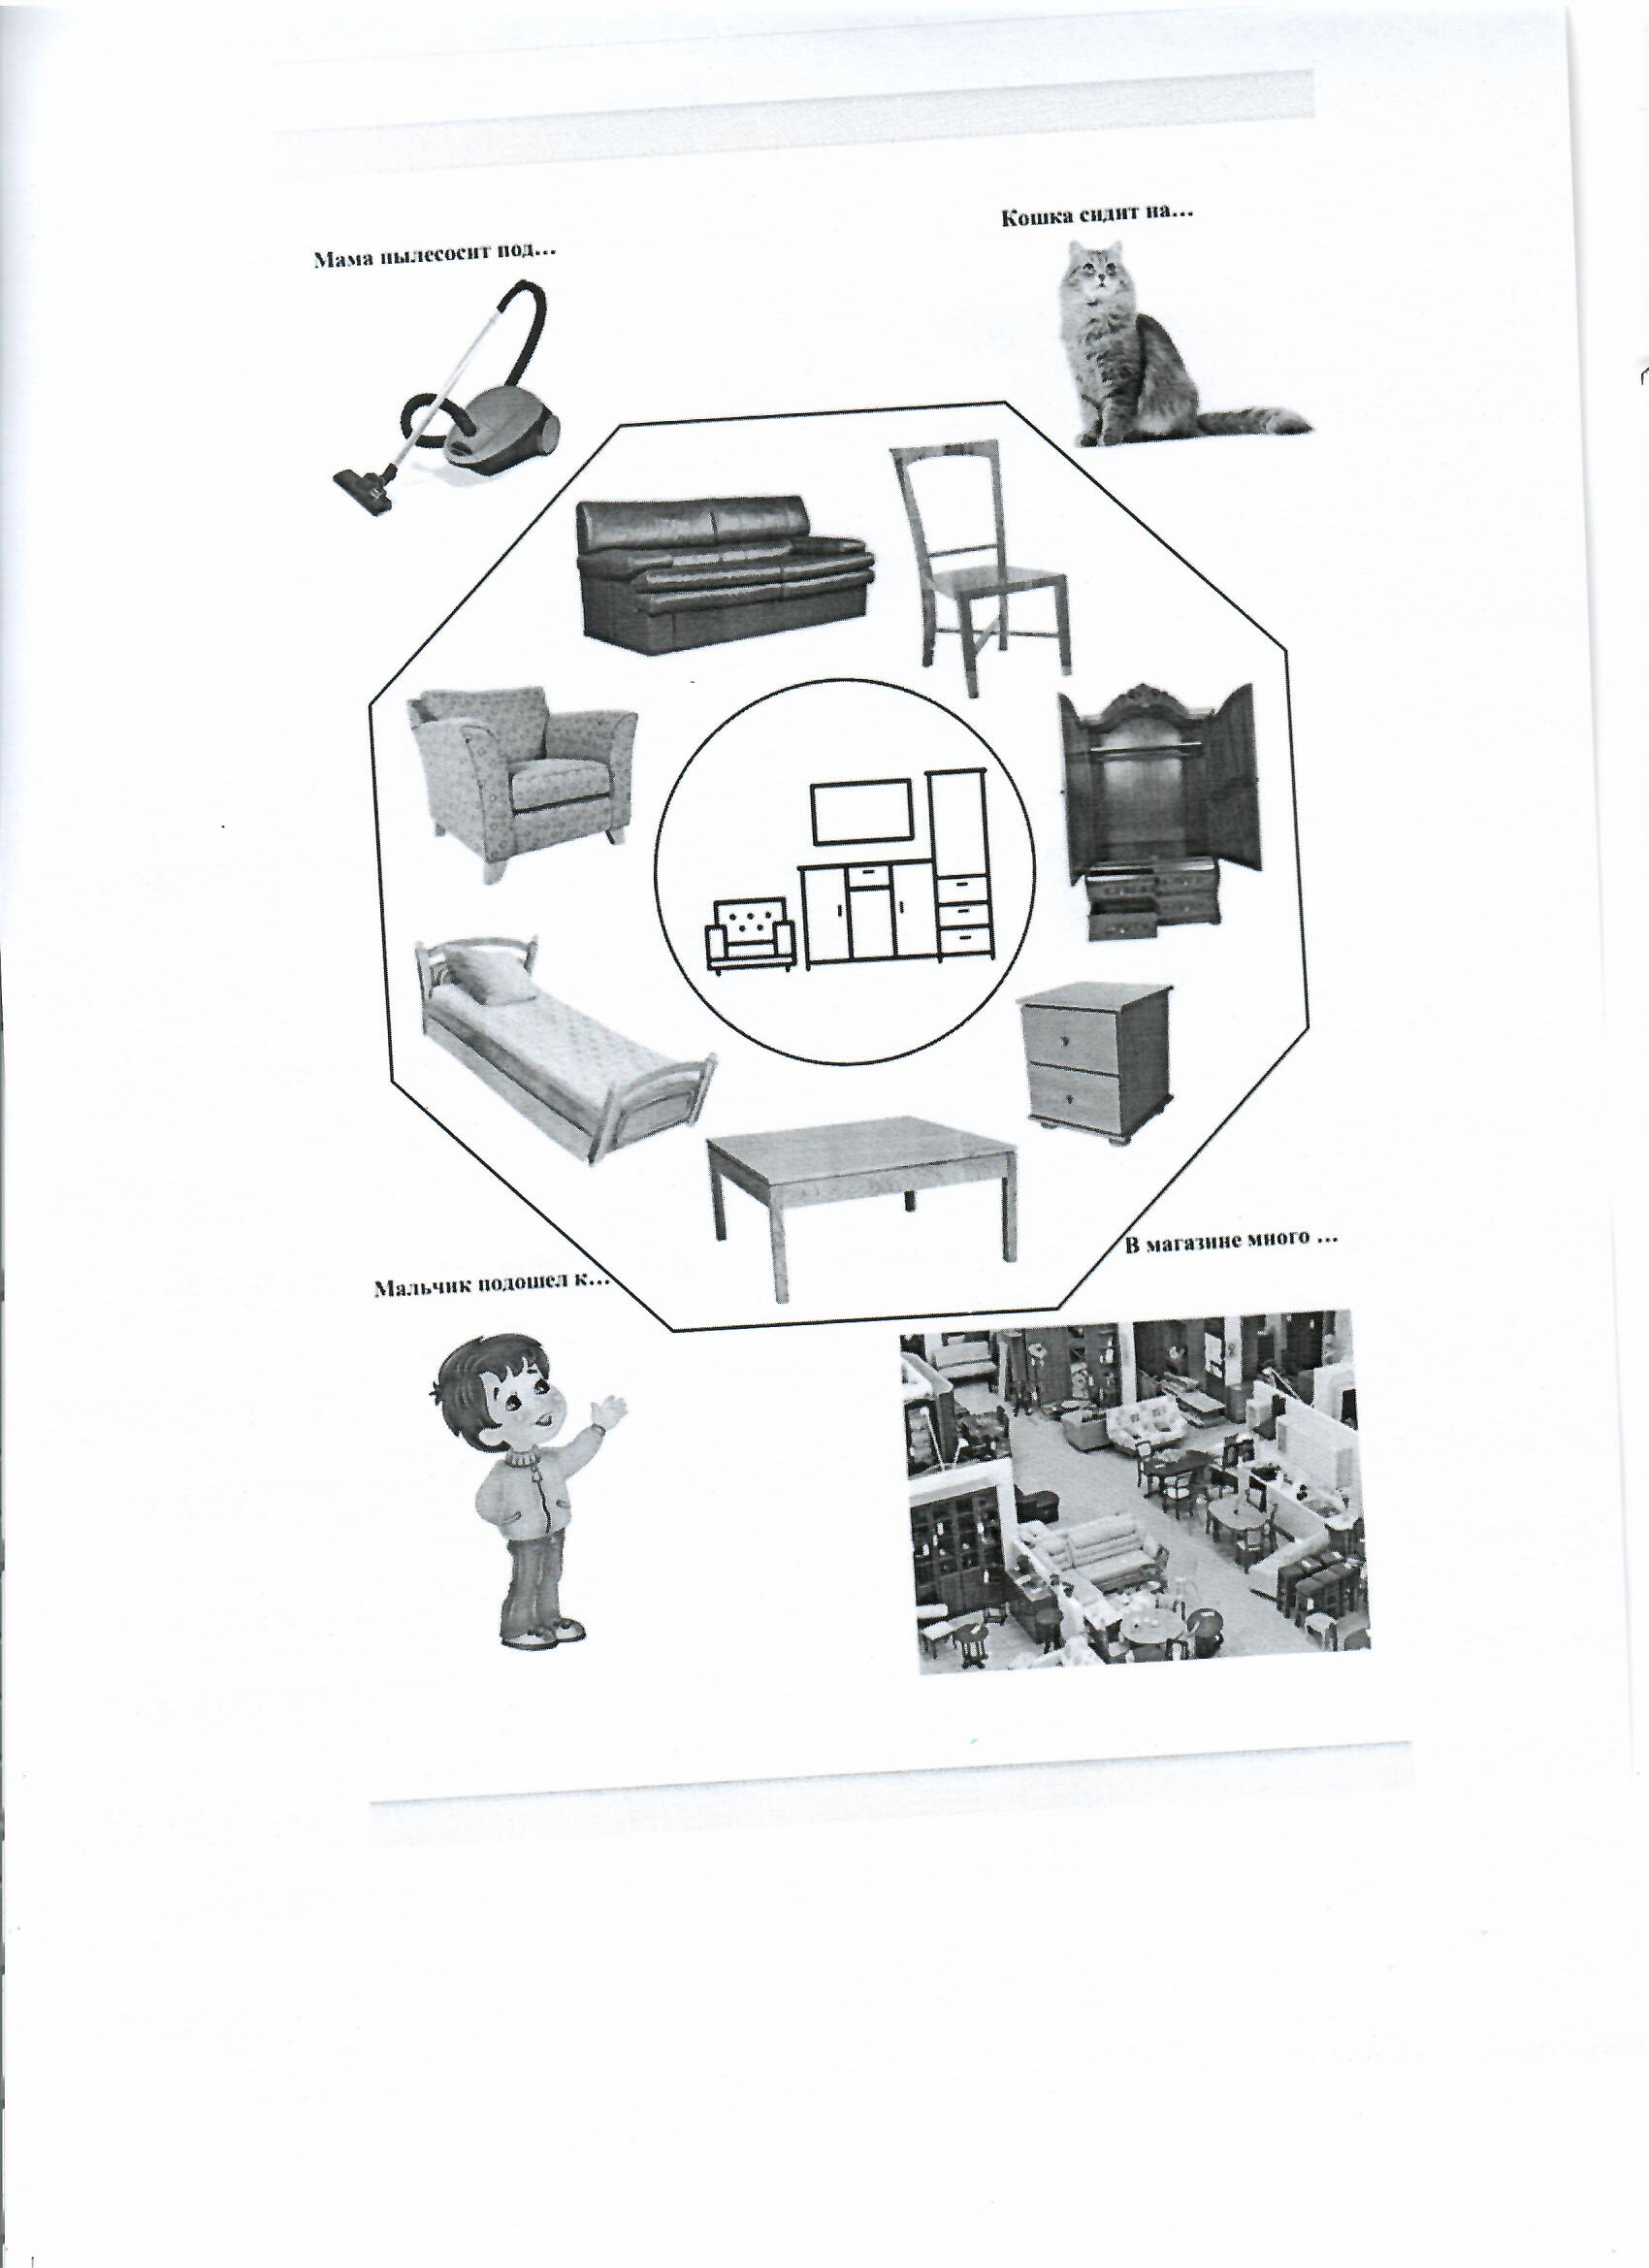 Кошка сидит на...
Мама пылесосит под...
В магазине много ...
Мальчик подошел к...